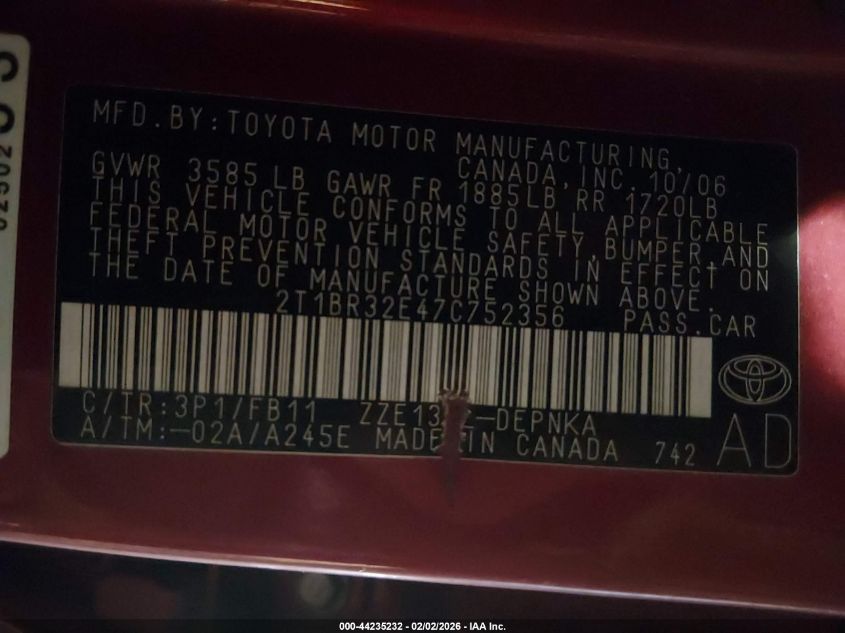 MFD.BY:TOYOTA MOTOR MANUFACTURING,
CANADA, INC. 10/06
GVWR 3585 LB GAWR FR 1885LB RR 1720LB
THIS VEHICLE CONFORMS TO ALL APPLICABLE
FEDERAL MOTOR VEHICLE SAFETY, BUMPER, AND
THEFT PREVENTION STANDARDS IN EFFECT ON
THE DATE OF MANUFACTURE SHOWN ABOVE.
2T1BR32E47C752356 PASS.CAR
C/TR:3P1/FB11 -DEPNKA
A/TM:-02A/A245E MADE IN CANADA 742
AD
000-44235232 - 02/02/2026 - IAA Inc.